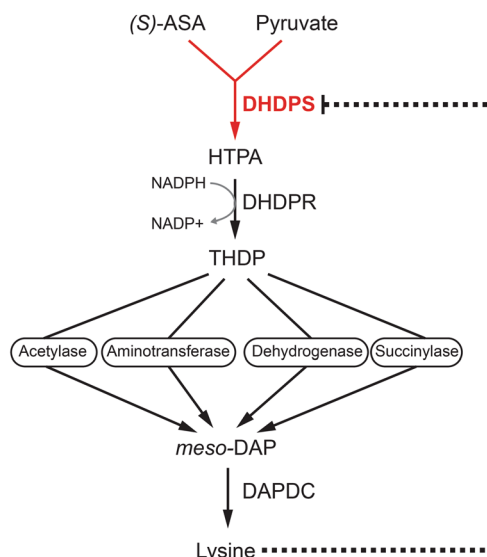 (S)-ASA Pyruvate
DHDPS
HTPA
NADPH
DHDPR
NADP+
THDP
Acetylase Aminotransferase Dehydrogenase Succinylase
meso-DAP
DAPDC
Lysine